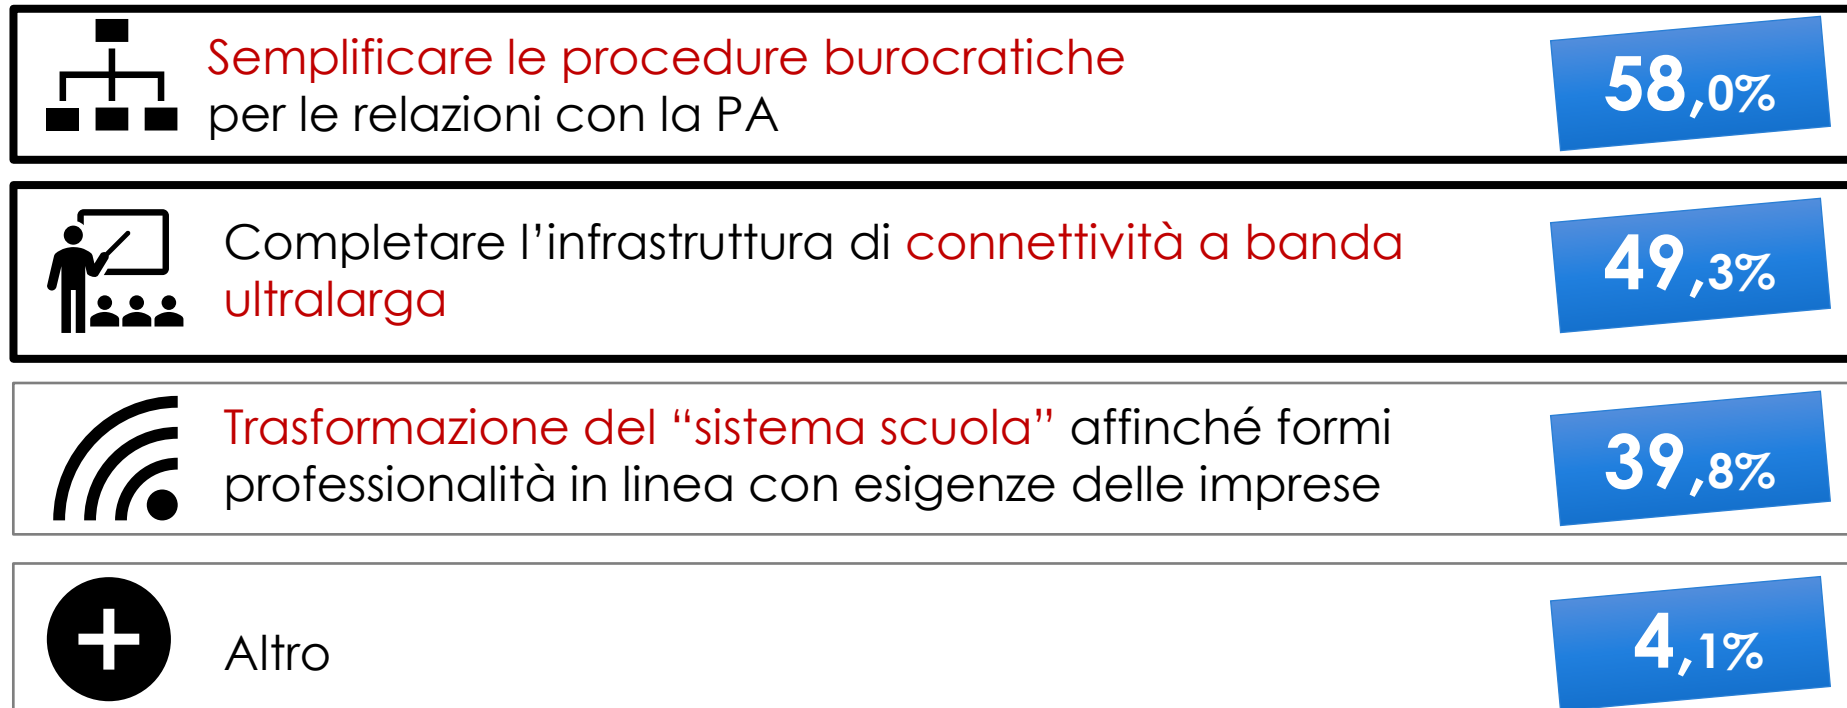 Semplificare le procedure burocratiche
per le relazioni con la PA
58,0%
Completare l’infrastruttura di connettività a banda
ultralarga
49,3%
Trasformazione del “sistema scuola” affinché formi
professionalità in linea con esigenze delle imprese
39,8%
Altro
4,1%